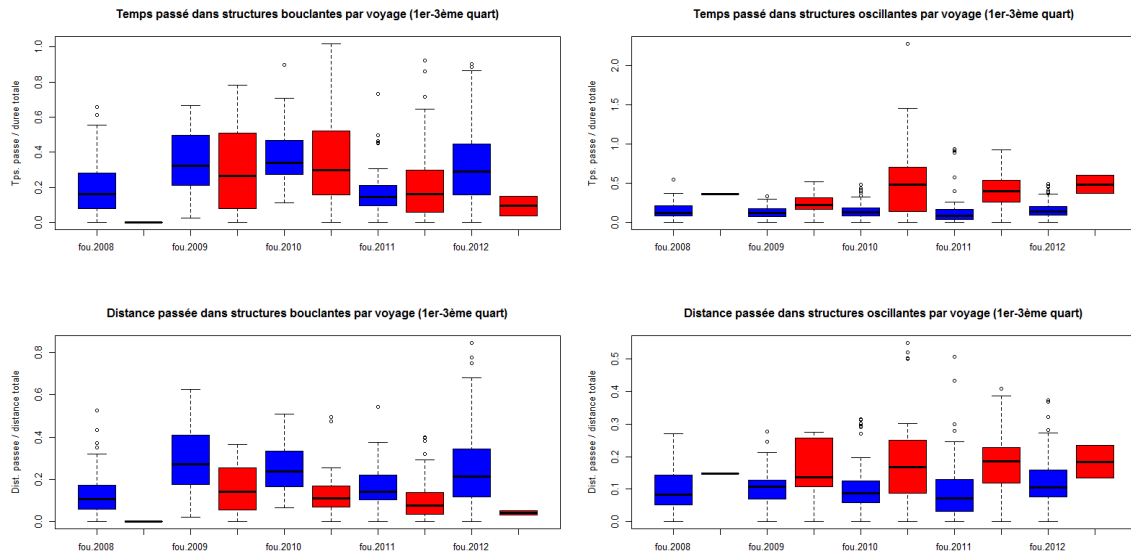 Temps passé dans structures bouclantes par voyage (1er-3ème quart)
Tps. passe / duree totale
1.0
0.8
0.6
0.4
0.2
0.0
fou.2008 fou.2009 fou.2010 fou.2011 fou.2012
Temps passé dans structures oscillantes par voyage (1er-3ème quart)
Tps. passe / duree totale
2.0
1.5
1.0
0.5
0.0
fou.2008 fou.2009 fou.2010 fou.2011 fou.2012
Distance passée dans structures bouclantes par voyage (1er-3ème quart)
Dist. passee / distance totale
0.8
0.6
0.4
0.2
0.0
fou.2008 fou.2009 fou.2010 fou.2011 fou.2012
Distance passée dans structures oscillantes par voyage (1er-3ème quart)
Dist. passee / distance totale
0.5
0.4
0.3
0.2
0.1
0.0
fou.2008 fou.2009 fou.2010 fou.2011 fou.2012